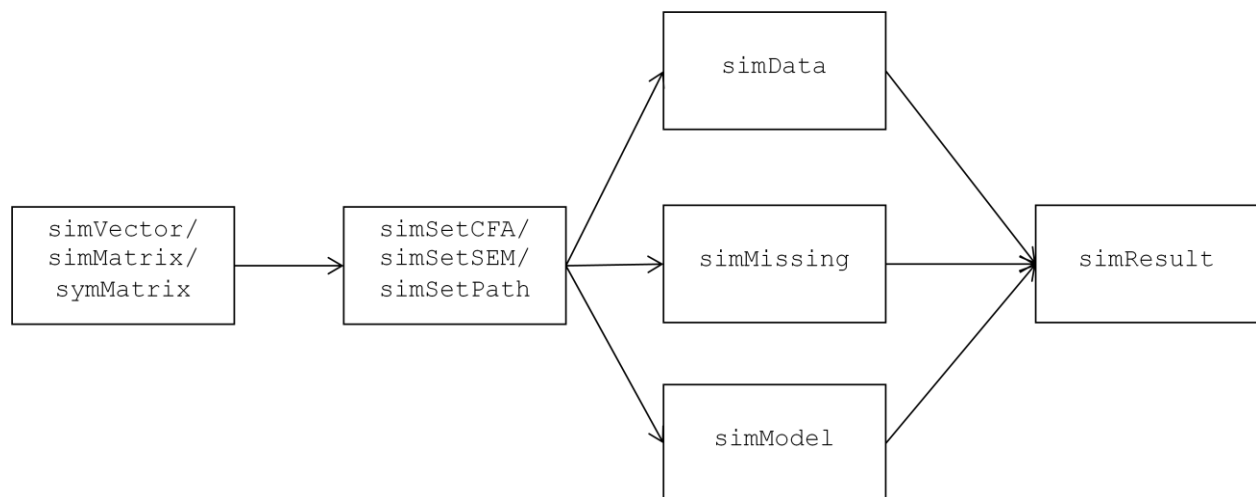 simVector/
simMatrix/
symMatrix
simSetCFA/
simSetSEM/
simSetPath
simData
simMissing
simModel
simResult